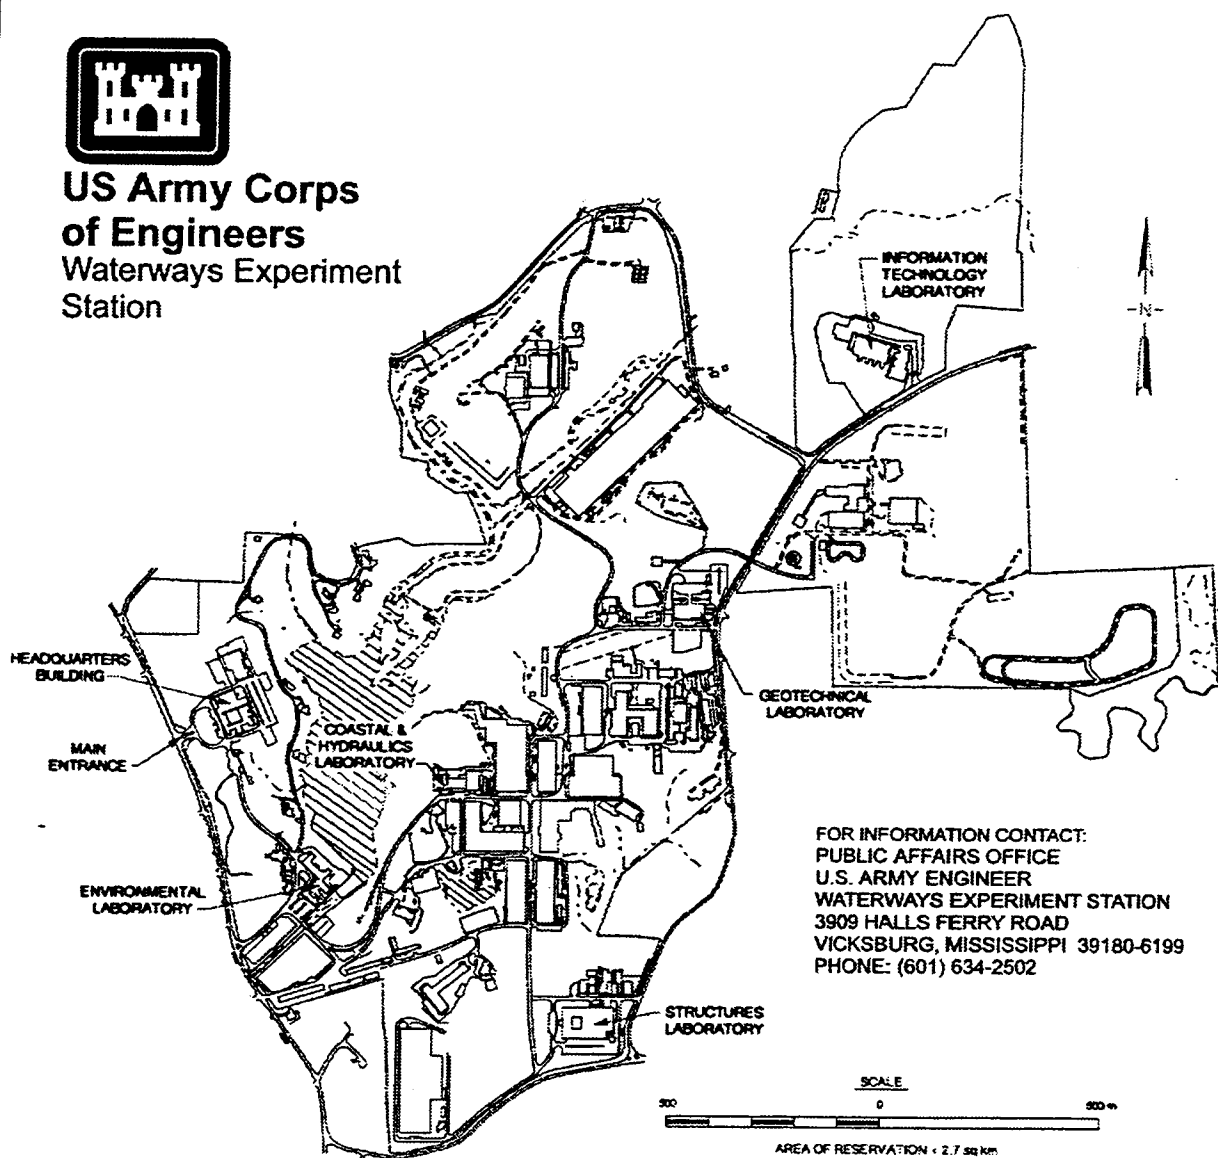 US Army Corps
of Engineers
Waterways Experiment
Station
INFORMATION
TECHNOLOGY
LABORATORY
N
HEADQUARTERS
BUILDING
MAIN
ENTRANCE
COASTAL &
HYDRAULICS
LABORATORY
GEOTECHNICAL
LABORATORY
ENVIRONMENTAL
LABORATORY
STRUCTURES
LABORATORY
FOR INFORMATION CONTACT:
PUBLIC AFFAIRS OFFICE
U.S. ARMY ENGINEER
WATERWAYS EXPERIMENT STATION
3909 HALLS FERRY ROAD
VICKSBURG, MISSISSIPPI 39180-6199
PHONE: (601) 634-2502
SCALE
500 0 500 m
AREA OF RESERVATION < 2.7 sq km